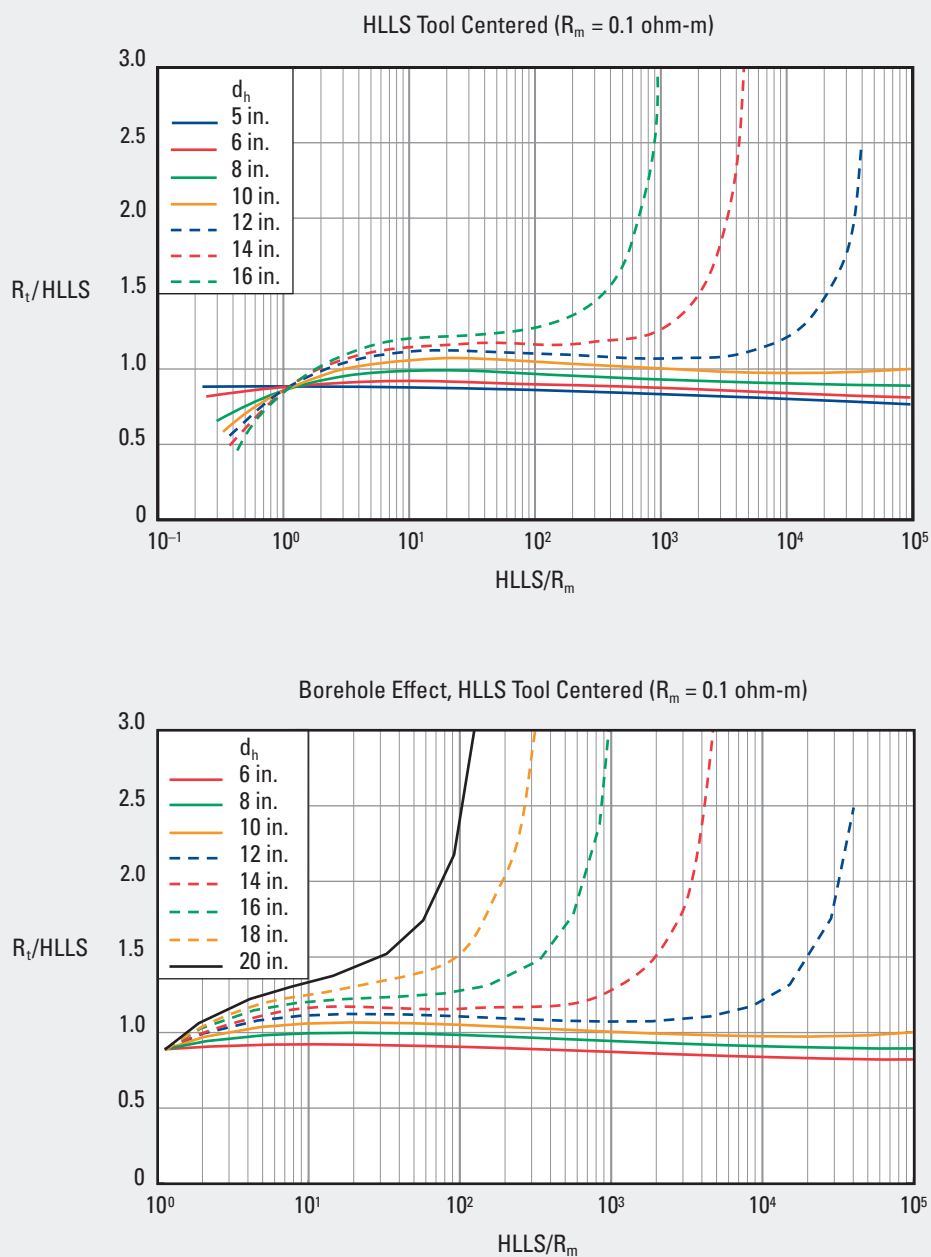 HLLS Tool Centered (Rm = 0.1 ohm-m)
3.0
2.5
2.0
1.5
1.0
0.5
0
Rt/HLLS
dh
5 in.
6 in.
8 in.
10 in.
12 in.
14 in.
16 in.
10⁻¹ 10⁰ 10¹ 10² 10³ 10⁴ 10⁵
HLLS/Rm
Borehole Effect, HLLS Tool Centered (Rm = 0.1 ohm-m)
3.0
2.5
2.0
1.5
1.0
0.5
0
Rt/HLLS
dh
6 in.
8 in.
10 in.
12 in.
14 in.
16 in.
18 in.
20 in.
10⁰ 10¹ 10² 10³ 10⁴ 10⁵
HLLS/Rm